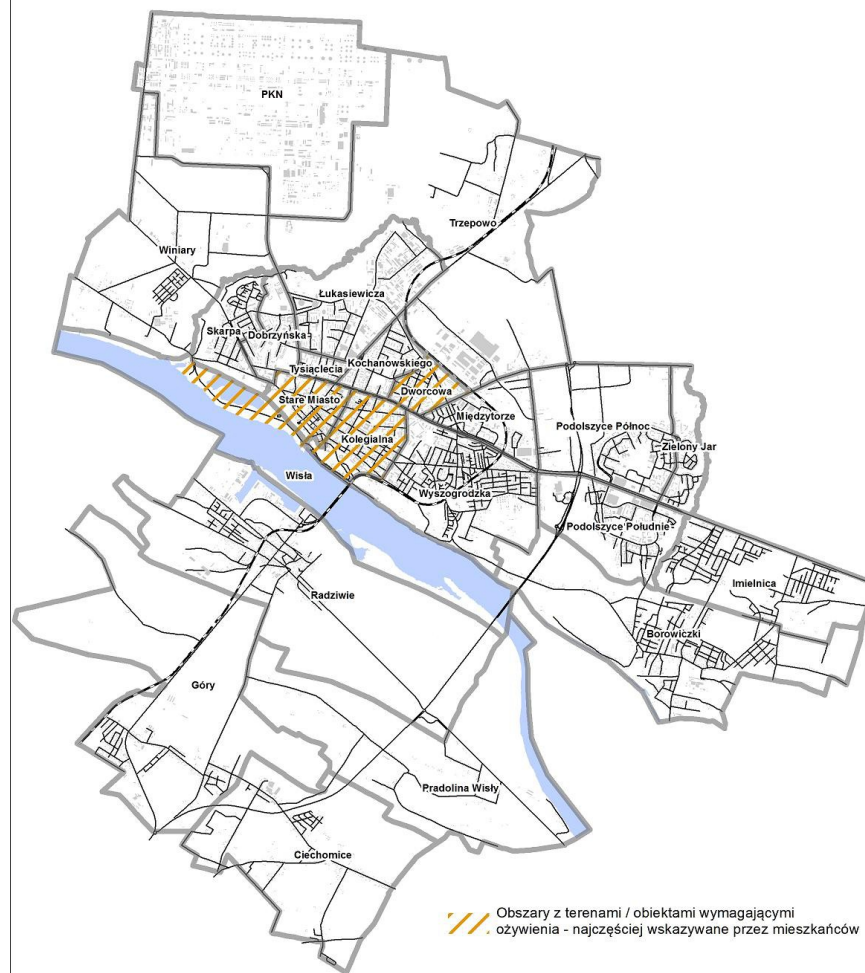 PKN
Trzepowo
Winiary
Łukasiewicza
Skarpa
Dobrzyńska
Kochanowskiego
Tysiąclecia
Dworcowa
Stare Miasto
Międzytorze
Podolszyce Północ
Kolegialna
Zielony Jar
Wisła
Wyszogrodzka
Podolszyce Południe
Imielnica
Radziwie
Borowiczki
Góry
Pradolina Wisły
Ciechomice
Obszary z terenami / obiektami wymagającymi
ożywienia - najczęściej wskazywane przez mieszkańców